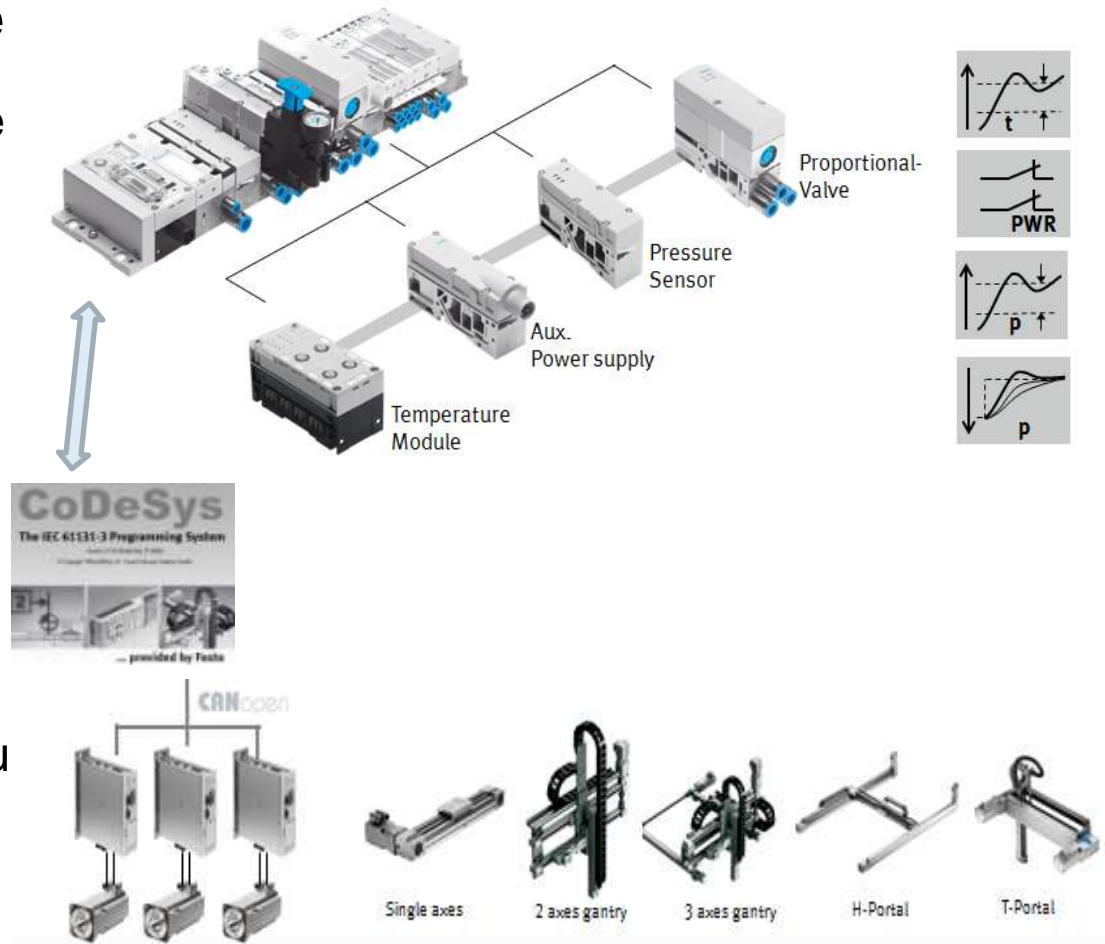 e
e
t
Proportional-
Valve
PWR
Pressure
Sensor
p
Aux.
Power supply
p
Temperature
Module
CoDeSys
The IEC 61131-3 Programming System
... provided by Festo
CANopen
u
Single axes
2 axes gantry
3 axes gantry
H-Portal
T-Portal